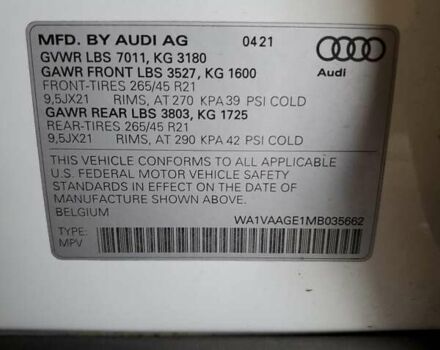 MFD. BY AUDI AG 04.21
GVWR LBS 7011, KG 3180
GAWR FRONT LBS 3527, KG 1600
FRONT-TIRES 265/45 R21
9,5JX21 RIMS, AT 270 KPA 39 PSI COLD
GAWR REAR LBS 3803, KG 1725
REAR-TIRES 265/45 R21
9,5JX21 RIMS, AT 290 KPA 42 PSI COLD
Audi
THIS VEHICLE CONFORMS TO ALL APPLICABLE
U.S. FEDERAL MOTOR VEHICLE SAFETY
STANDARDS IN EFFECT ON THE DATE OF
MANUFACTURE SHOWN ABOVE.
BELGIUM WA1VAAGE1MB035662
TYPE:
MPV